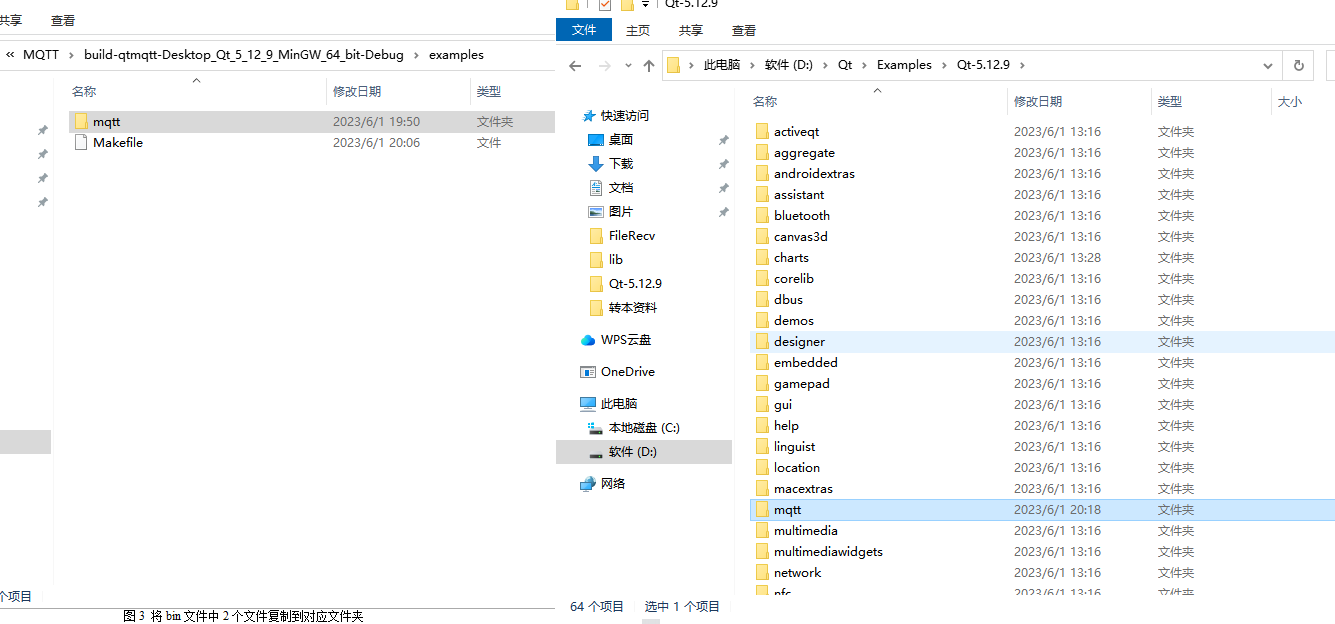 共享 查看
« MQTT › build-qtmqtt-Desktop_Qt_5_12_9_MinGW_64_bit-Debug › examples
名称 修改日期 类型
mqtt 2023/6/1 19:50 文件夹
Makefile 2023/6/1 20:06 文件
个项目
图 3 将 bin 文件中 2 个文件复制到对应文件夹
Qt-5.12.9
文件 主页 共享 查看
› 此电脑 › 软件 (D:) › Qt › Examples › Qt-5.12.9 ›
快速访问
桌面
下载
文档
图片
FileRecv
lib
Qt-5.12.9
转本资料
WPS云盘
OneDrive
此电脑
本地磁盘 (C:)
软件 (D:)
网络
名称 修改日期 类型 大小
activeqt 2023/6/1 13:16 文件夹
aggregate 2023/6/1 13:16 文件夹
androidextras 2023/6/1 13:16 文件夹
assistant 2023/6/1 13:16 文件夹
bluetooth 2023/6/1 13:16 文件夹
canvas3d 2023/6/1 13:16 文件夹
charts 2023/6/1 13:28 文件夹
corelib 2023/6/1 13:16 文件夹
dbus 2023/6/1 13:16 文件夹
demos 2023/6/1 13:16 文件夹
designer 2023/6/1 13:16 文件夹
embedded 2023/6/1 13:16 文件夹
gamepad 2023/6/1 13:16 文件夹
gui 2023/6/1 13:16 文件夹
help 2023/6/1 13:16 文件夹
linguist 2023/6/1 13:16 文件夹
location 2023/6/1 13:16 文件夹
macextras 2023/6/1 13:16 文件夹
mqtt 2023/6/1 20:18 文件夹
multimedia 2023/6/1 13:16 文件夹
multimediawidgets 2023/6/1 13:16 文件夹
network 2023/6/1 13:16 文件夹
nfc 2023/6/1 13:16 文件夹
64 个项目 选中 1 个项目